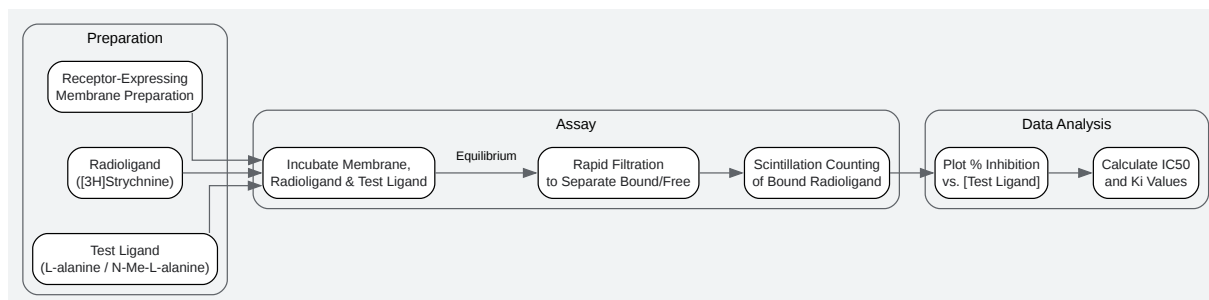 Preparation
Receptor-Expressing
Membrane Preparation
Radioligand
([3H]Strychnine)
Test Ligand
(L-alanine / N-Me-L-alanine)
Assay
Incubate Membrane,
Radioligand & Test Ligand
Equilibrium
Rapid Filtration
to Separate Bound/Free
Scintillation Counting
of Bound Radioligand
Data Analysis
Plot % Inhibition
vs. [Test Ligand]
Calculate IC50
and Ki Values